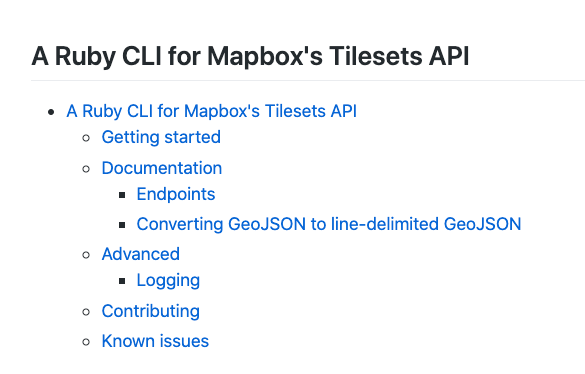 A Ruby CLI for Mapbox's Tilesets API
A Ruby CLI for Mapbox's Tilesets API
Getting started
Documentation
Endpoints
Converting GeoJSON to line-delimited GeoJSON
Advanced
Logging
Contributing
Known issues